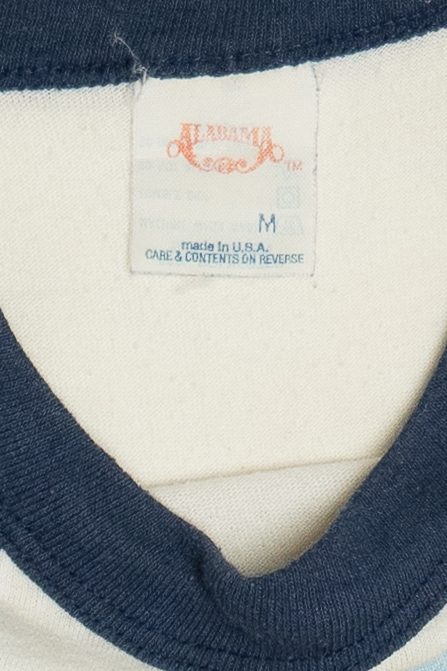 ALABAMA
TM
M
made in U.S.A.
CARE & CONTENTS ON REVERSE